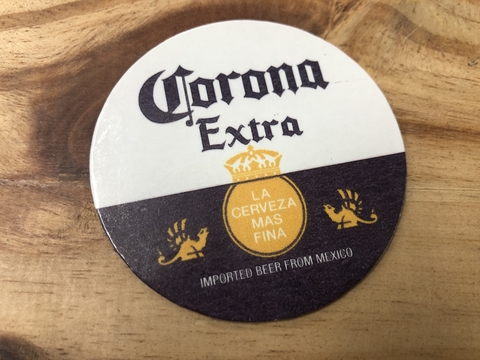 Corona
Extra
LA
CERVEZA
MAS
FINA
IMPORTED BEER FROM MEXICO